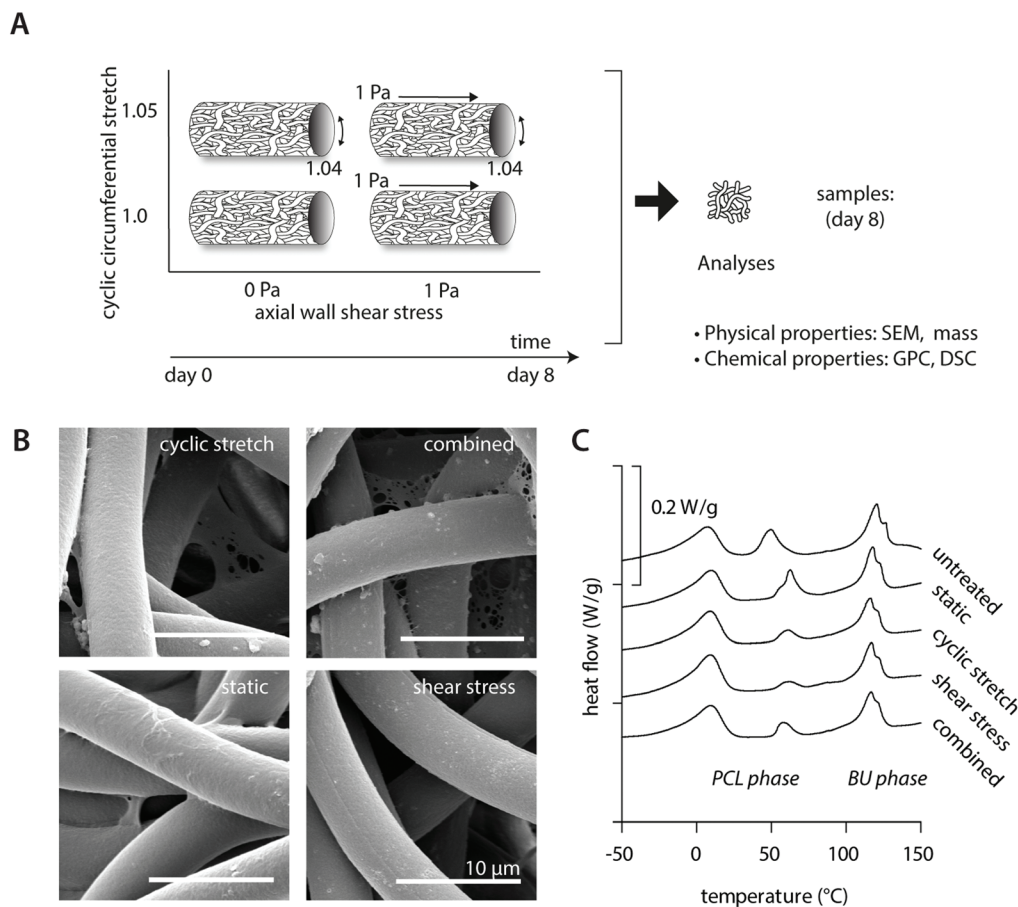 A
cyclic circumferential stretch
1.05
1.0
1 Pa
1.04
1.04
1 Pa
0 Pa
1 Pa
axial wall shear stress
time
day 0
day 8
samples:
(day 8)
Analyses
• Physical properties: SEM, mass
• Chemical properties: GPC, DSC
B
cyclic stretch
combined
static
shear stress
10 µm
C
heat flow (W/g)
0.2 W/g
untreated
static
cyclic stretch
shear stress
combined
PCL phase
BU phase
-50
0
50
100
150
temperature (°C)